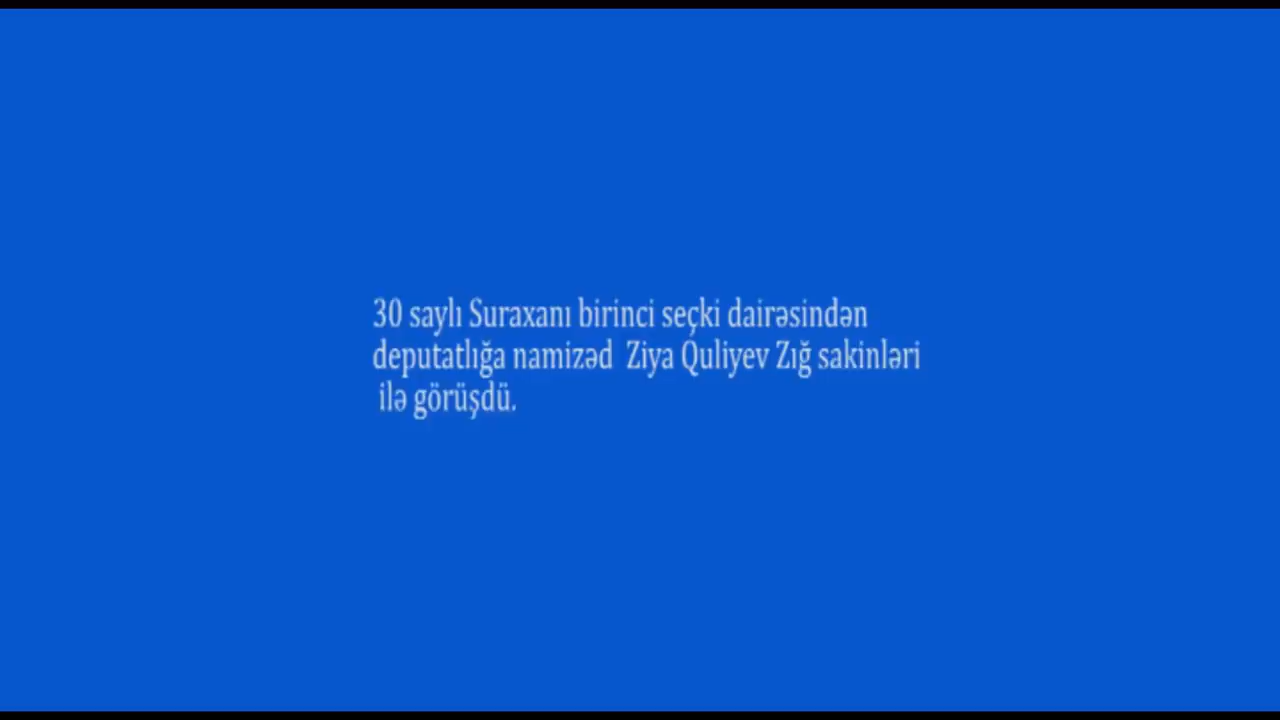 30 saylı Suraxanı birinci seçki dairəsindən
deputatlığa namizəd Ziya Quliyev Zığ sakinləri
ilə görüşdü.